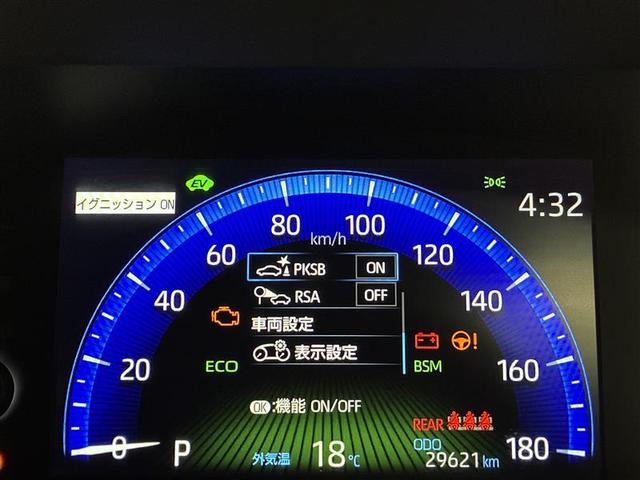 EV
イグニッション ON
4:32
80
100
km/h
60
120
PKSB ON
RSA OFF
40
140
車両設定
表示設定
ECO
BSM
20
160
OK:機能 ON/OFF
REAR
ODO
0
P
外気温 18℃
29621km
180